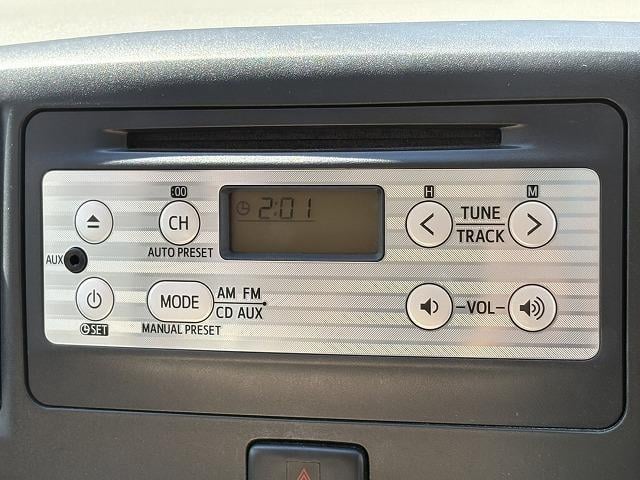 :00
H
M
CH
2:01
TUNE
TRACK
AUTO PRESET
AUX
MODE
AM FM
CD AUX
-VOL-
SET
MANUAL PRESET